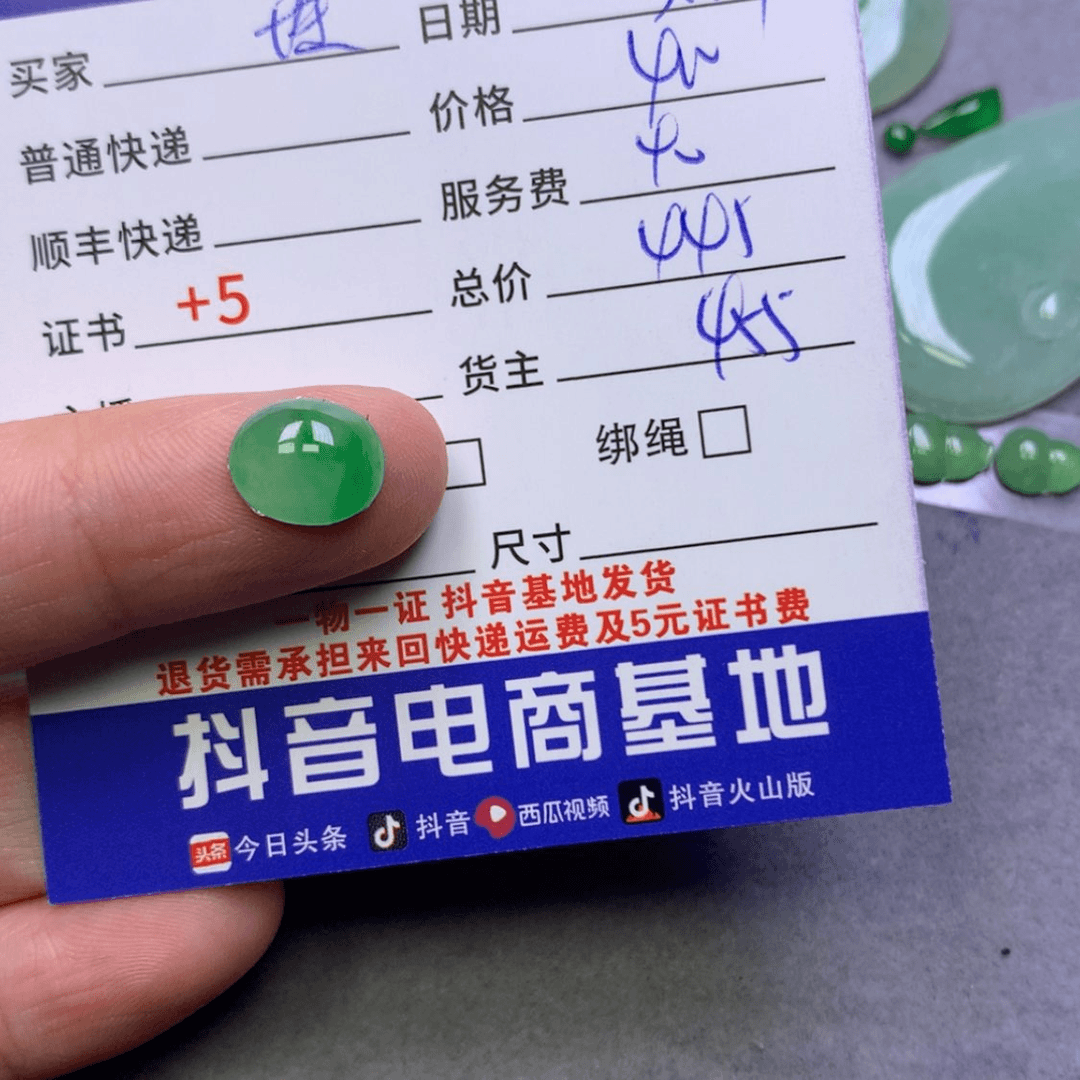 买家 日期
普通快递 价格
顺丰快递 服务费
证书 +5 总价 445
货主 455
绑绳
尺寸
一物一证 抖音基地发货
退货需承担来回快递运费及5元证书费
抖音电商基地
头条 今日头条 抖音 西瓜视频 抖音火山版